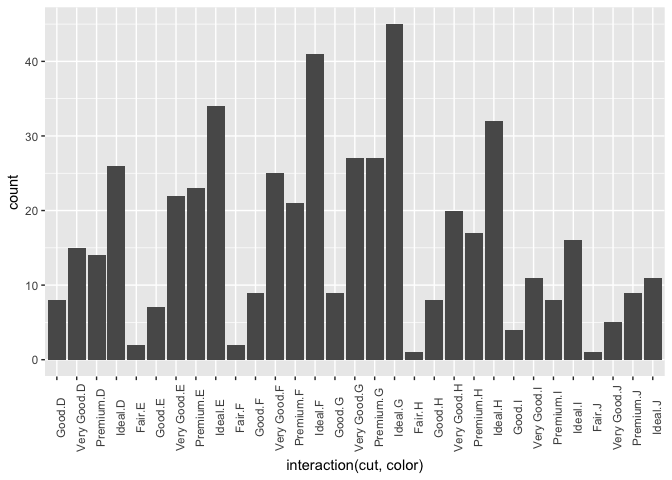 count
40
30
20
10
0
Good.D
Very Good.D
Premium.D
Ideal.D
Fair.E
Good.E
Very Good.E
Premium.E
Ideal.E
Fair.F
Good.F
Very Good.F
Premium.F
Ideal.F
Good.G
Very Good.G
Premium.G
Ideal.G
Fair.H
Good.H
Very Good.H
Premium.H
Ideal.H
Good.I
Very Good.I
Premium.I
Ideal.I
Fair.J
Very Good.J
Premium.J
Ideal.J
interaction(cut, color)